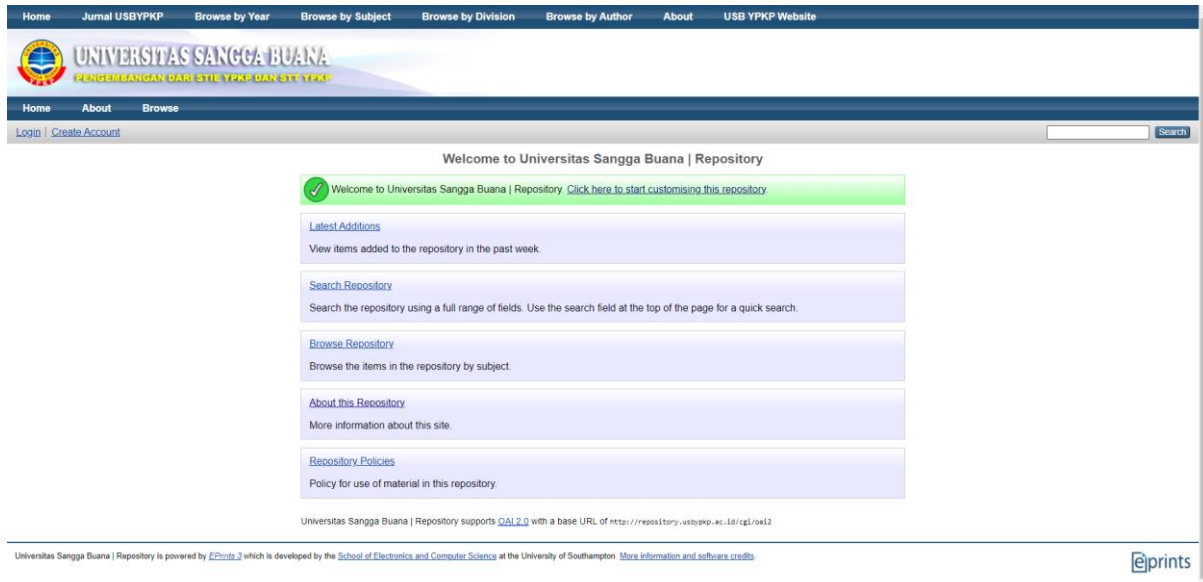 Home Jurnal USBYPKP Browse by Year Browse by Subject Browse by Division Browse by Author About USB YPKP Website
UNIVERSITAS SANGGA BUANA
PENGEMBANGAN DARI STIE YPKP DAN STT YPKP
Home About Browse
Login | Create Account Search
Welcome to Universitas Sangga Buana | Repository
Welcome to Universitas Sangga Buana | Repository. Click here to start customising this repository.
Latest Additions
View items added to the repository in the past week.
Search Repository
Search the repository using a full range of fields. Use the search field at the top of the page for a quick search.
Browse Repository
Browse the items in the repository by subject.
About this Repository
More information about this site.
Repository Policies
Policy for use of material in this repository.
Universitas Sangga Buana | Repository supports OAI 2.0 with a base URL of http://repository.usbypkp.ac.id/cgi/oai2
Universitas Sangga Buana | Repository is powered by EPrints 3 which is developed by the School of Electronics and Computer Science at the University of Southampton. More information and software credits.
eprints